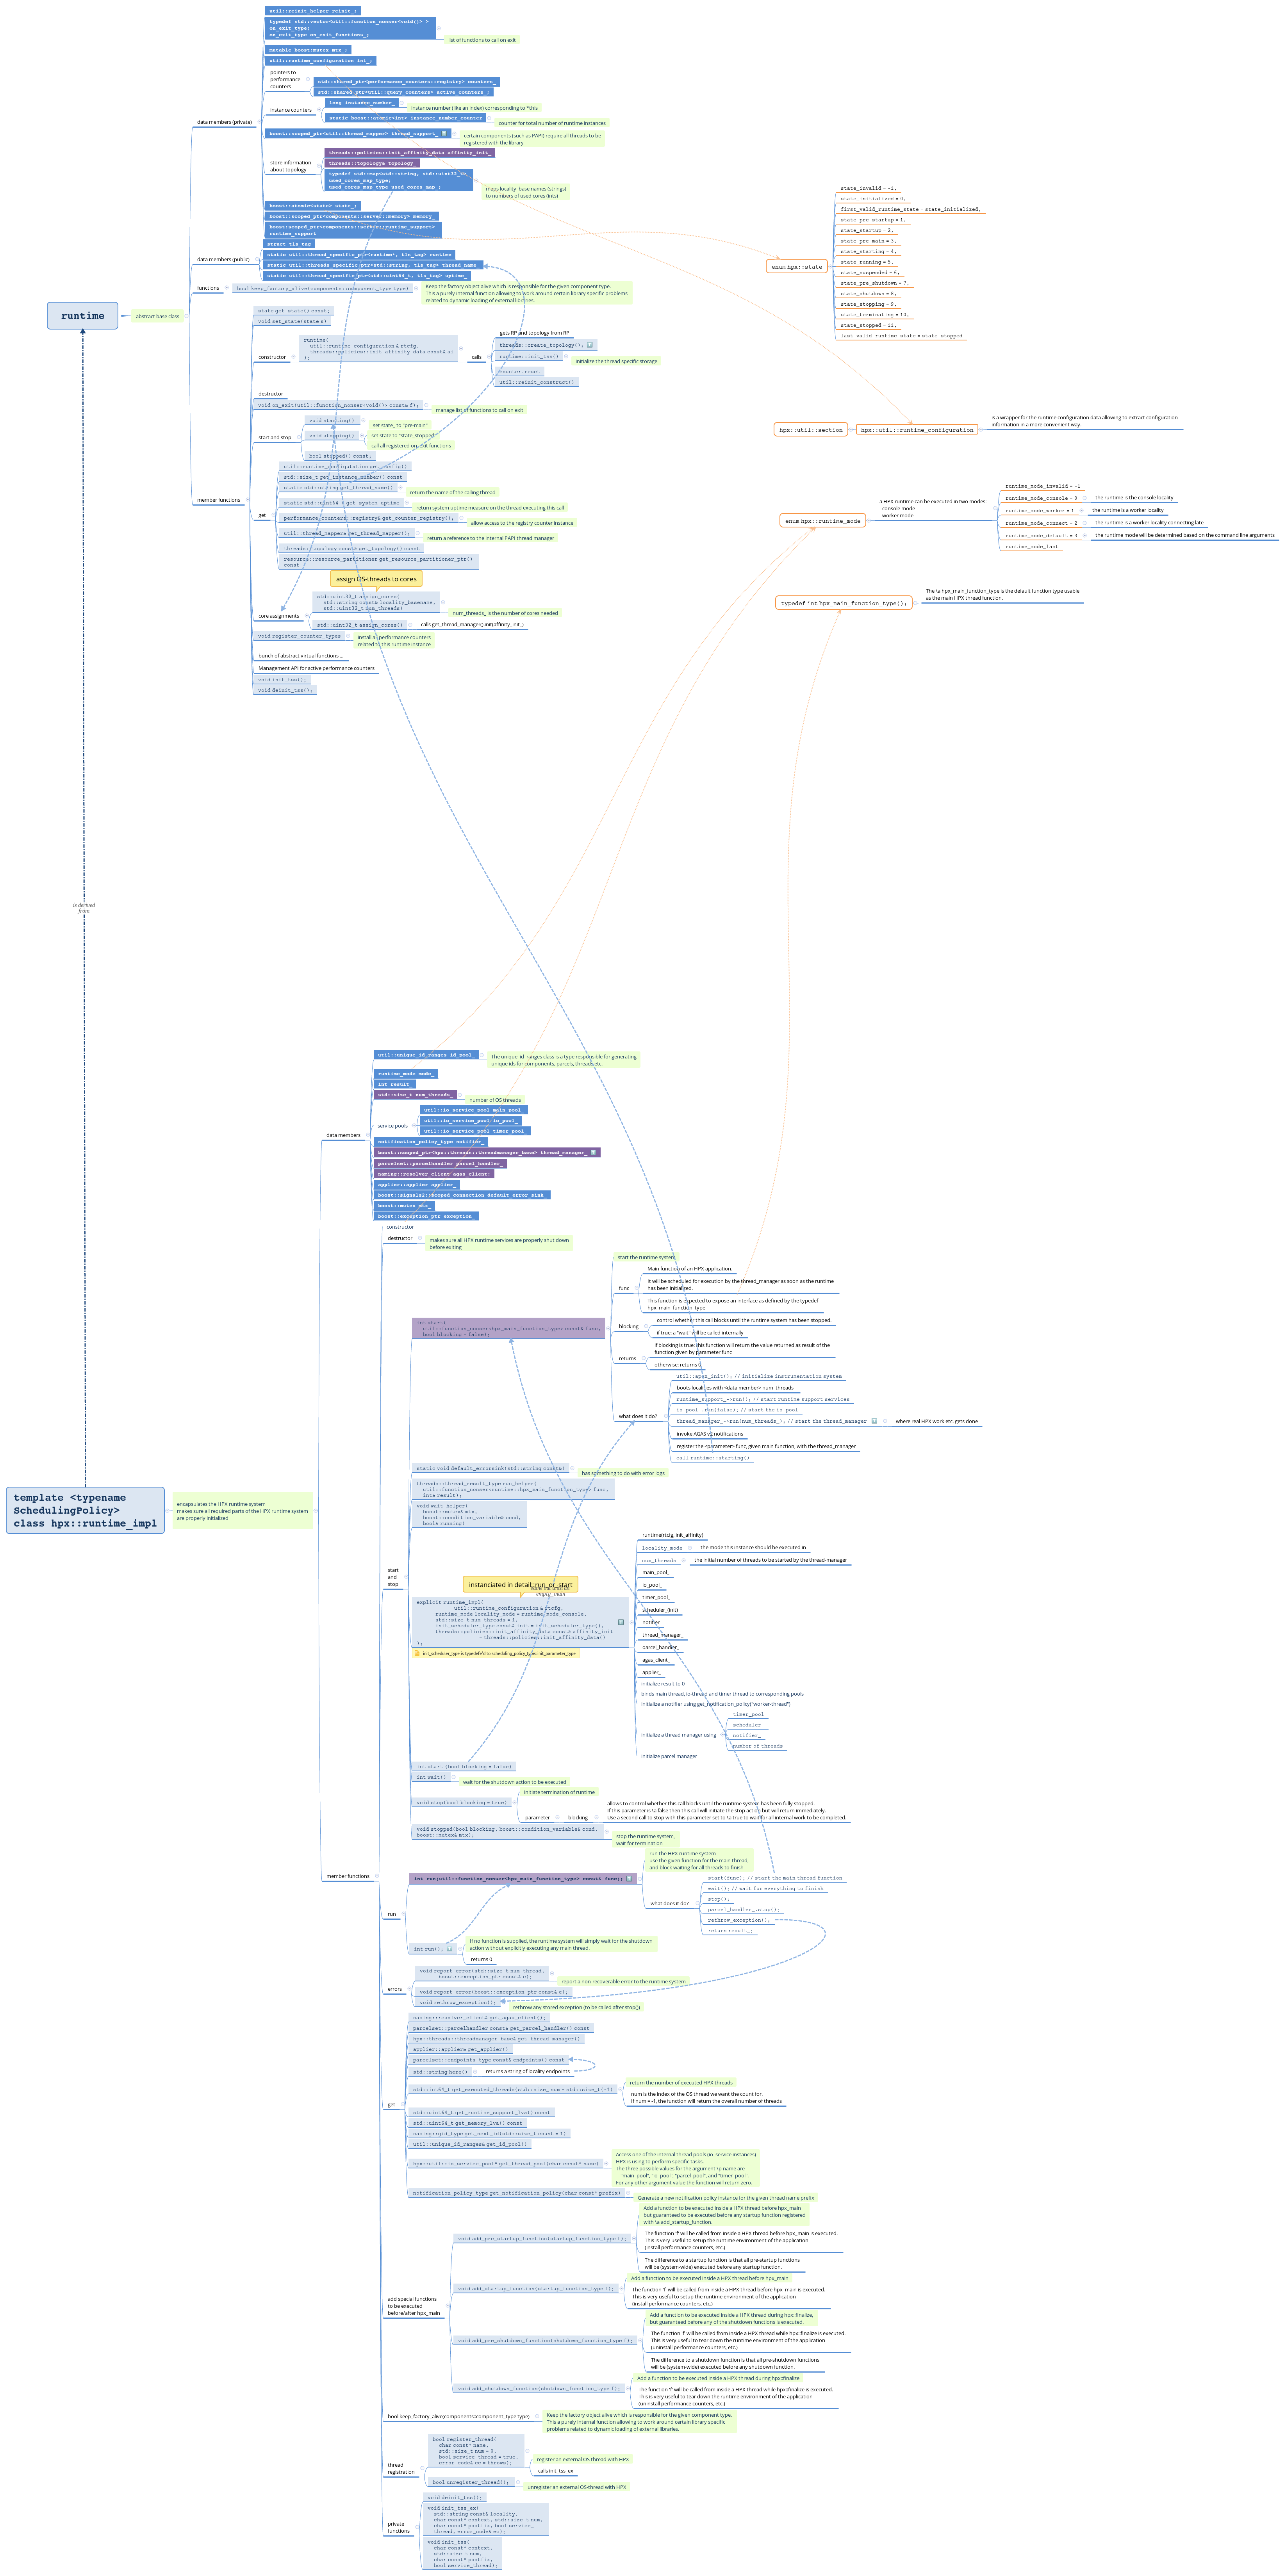 util::reinit_helper reinit_;
typedef std::vector<util::function_nonser<void()> >
on_exit_type;
on_exit_type on_exit_functions_;
list of functions to call on exit
mutable boost::mutex mtx_;
util::runtime_configuration ini_;
pointers to
performance
counters
std::shared_ptr<performance_counters::registry> counters_
std::shared_ptr<util::query_counters> active_counters_;
data members (private)
instance counters
long instance_number_
instance number (like an index) corresponding to *this
static boost::atomic<int> instance_number_counter
counter for total number of runtime instances
boost::scoped_ptr<util::thread_mapper> thread_support_
certain components (such as PAPI) require all threads to be
registered with the library
store information
about topology
threads::policies::init_affinity_data affinity_init_
threads::topology& topology_
typedef std::map<std::string, std::uint32_t>
used_cores_map_type;
used_cores_map_type used_cores_map_;
maps locality_base names (strings)
to numbers of used cores (ints)
boost::atomic<state> state_;
boost::scoped_ptr<components::server::memory> memory_
boost::scoped_ptr<components::server::runtime_support>
runtime_support
data members (public)
struct tls_tag
static util::thread_specific_ptr<runtime*, tls_tag> runtime
static util::threads_specific_ptr<std::string, tls_tag> thread_name_
static util::thread_specific_ptr<std::uint64_t, tls_tag> uptime_
functions
bool keep_factory_alive(components::component_type type)
Keep the factory object alive which is responsible for the given component type.
This a purely internal function allowing to work around certain library specific problems
related to dynamic loading of external libraries.
runtime
abstract base class
state get_state() const;
void set_state(state s)
constructor
runtime(
util::runtime_configuration & rtcfg,
threads::policies::init_affinity_data const& ai
);
calls
gets RP and topology from RP
threads::create_topology();
runtime::init_tss()
initialize the thread specific storage
counter.reset
util::reinit_construct()
destructor
void on_exit(util::function_nonser<void()> const& f);
manage list of functions to call on exit
start and stop
void starting()
set state_ to "pre-main"
void stopping()
set state to "state_stopped"
call all registered on_exit functions
bool stopped() const;
member functions
get
util::runtime_configutation get_config()
std::size_t get_instance_number() const
static std::string get_thread_name()
return the name of the calling thread
static std::uint64_t get_system_uptime
return system uptime measure on the thread executing this call
performance_counters::registry& get_counter_registry();
allow access to the registry counter instance
util::thread_mapper& get_thread_mapper();
return a reference to the internal PAPI thread manager
threads::topology const& get_topology() const
resource::resource_partitioner get_resource_partitioner_ptr()
const
assign OS-threads to cores
core assignments
std::uint32_t assign_cores(
std::string const& locality_basename,
std::uint32_t num_threads)
num_threads_ is the number of cores needed
std::uint32_t assign_cores()
calls get_thread_manager().init(affinity_init_)
void register_counter_types
install all performance counters
related to this runtime instance
bunch of abstract virtual functions ...
Management API for active performance counters
void init_tss();
void deinit_tss();
enum hpx::state
state_invalid = -1,
state_initialized = 0,
first_valid_runtime_state = state_initialized,
state_pre_startup = 1,
state_startup = 2,
state_pre_main = 3,
state_starting = 4,
state_running = 5,
state_suspended = 6,
state_pre_shutdown = 7,
state_shutdown = 8,
state_stopping = 9,
state_terminating = 10,
state_stopped = 11,
last_valid_runtime_state = state_stopped
hpx::util::section
hpx::util::runtime_configuration
is a wrapper for the runtime configuration data allowing to extract configuration
information in a more convenient way.
enum hpx::runtime_mode
a HPX runtime can be executed in two modes:
- console mode
- worker mode
runtime_mode_invalid = -1
runtime_mode_console = 0
the runtime is the console locality
runtime_mode_worker = 1
the runtime is a worker locality
runtime_mode_connect = 2
the runtime is a worker locality connecting late
runtime_mode_default = 3
the runtime mode will be determined based on the command line arguments
runtime_mode_last
typedef int hpx_main_function_type();
The \a hpx_main_function_type is the default function type usable
as the main HPX thread function.
is derived
from
template <typename
SchedulingPolicy>
class hpx::runtime_impl
encapsulates the HPX runtime system
makes sure all required parts of the HPX runtime system
are properly initialized
data members
util::unique_id_ranges id_pool_
The unique_id_ranges class is a type responsible for generating
unique ids for components, parcels, threads etc.
runtime_mode mode_
int result_
std::size_t num_threads_
number of OS threads
service pools
util::io_service_pool main_pool_
util::io_service_pool io_pool_
util::io_service_pool timer_pool_
notification_policy_type notifier_
boost::scoped_ptr<hpx::threads::threadmanager_base> thread_manager_
parcelset::parcelhandler parcel_handler_
naming::resolver_client agas_client;
applier::applier applier_
boost::signals2::scoped_connection default_error_sink_
boost::mutex mtx_
boost::exception_ptr exception_
constructor
destructor
makes sure all HPX runtime services are properly shut down
before exiting
member functions
start
and
stop
int start(
util::function_nonser<hpx_main_function_type> const& func,
bool blocking = false);
start the runtime system
func
Main function of an HPX application.
It will be scheduled for execution by the thread_manager as soon as the runtime
has been initialized.
This function is expected to expose an interface as defined by the typedef
hpx_main_function_type
blocking
control whether this call blocks until the runtime system has been stopped.
if true: a "wait" will be called internally
returns
if blocking is true: this function will return the value returned as result of the
function given by parameter func
otherwise: returns 0.
what does it do?
util::apex_init(); // initialize instrumentation system
boots localities with <data member> num_threads_
runtime_support_->run(); // start runtime support services
io_pool_.run(false); // start the io_pool
thread_manager_->run(num_threads_); // start the thread_manager
where real HPX work etc. gets done
invoke AGAS v2 notifications
register the <parameter> func, given main function, with the thread_manager
call runtime::starting()
static void default_errorsink(std::string const&)
has something to do with error logs
threads::thread_result_type run_helper(
util::function_nonser<runtime::hpx_main_function_type> func,
int& result);
void wait_helper(
boost::mutex& mtx,
boost::condition_variable& cond,
bool& running)
instanciated in detail::run_or_start
explicit runtime_impl(
util::runtime_configuration & rtcfg,
runtime_mode locality_mode = runtime_mode_console,
std::size_t num_threads = 1,
init_scheduler_type const& init = init_scheduler_type(),
threads::policies::init_affinity_data const& affinity_init
= threads::policies::init_affinity_data()
);
init_scheduler_type is typedefe'd to scheduling_policy_type::init_parameter_type
runtime(rtcfg, init_affinity)
locality_mode
the mode this instance should be executed in
num_threads
the initial number of threads to be started by the thread-manager
main_pool_
io_pool_
timer_pool_
scheduler_(init)
notifier
thread_manager_
parcel_handler_
agas_client_
applier_
initialize result to 0
binds main thread, io-thread and timer thread to corresponding pools
initialize a notifier using get_notification_policy("worker-thread")
initialize a thread manager using
timer_pool
scheduler_
notifier_
number of threads
initialize parcel manager
int start (bool blocking = false)
int wait()
wait for the shutdown action to be executed
void stop(bool blocking = true)
initiate termination of runtime
parameter
blocking
allows to control whether this call blocks until the runtime system has been fully stopped.
If this parameter is \a false then this call will initiate the stop action but will return immediately.
Use a second call to stop with this parameter set to \a true to wait for all internal work to be completed.
void stopped(bool blocking, boost::condition_variable& cond,
boost::mutex& mtx);
stop the runtime system,
wait for termination
run
int run(util::function_nonser<hpx_main_function_type> const& func);
run the HPX runtime system
use the given function for the main thread,
and block waiting for all threads to finish
what does it do?
start(func); // start the main thread function
wait(); // wait for everything to finish
stop();
parcel_handler_.stop();
rethrow_exception();
return result_;
int run();
If no function is supplied, the runtime system will simply wait for the shutdown
action without explicitly executing any main thread.
returns 0
errors
void report_error(std::size_t num_thread,
boost::exception_ptr const& e);
report a non-recoverable error to the runtime system
void report_error(boost::exception_ptr const& e);
void rethrow_exception();
rethrow any stored exception (to be called after stop())
get
naming::resolver_client& get_agas_client();
parcelset::parcelhandler const& get_parcel_handler() const
hpx::threads::threadmanager_base& get_thread_manager()
applier::applier& get_applier()
parcelset::endpoints_type const& endpoints() const
std::string here()
returns a string of locality endpoints
std::int64_t get_executed_threads(std::size_ num = std::size_t(-1)
return the number of executed HPX threads
num is the index of the OS thread we want the count for.
If num = -1, the function will return the overall number of threads
std::uint64_t get_runtime_support_lva() const
std::uint64_t get_memory_lva() const
naming::gid_type get_next_id(std::size_t count = 1)
util::unique_id_ranges& get_id_pool()
hpx::util::io_service_pool* get_thread_pool(char const* name)
Access one of the internal thread pools (io_service instances)
HPX is using to perform specific tasks.
The three possible values for the argument \p name are
-"main_pool", "io_pool", "parcel_pool", and "timer_pool".
For any other argument value the function will return zero.
notification_policy_type get_notification_policy(char const* prefix)
Generate a new notification policy instance for the given thread name prefix
add special functions
to be executed
before/after hpx_main
void add_pre_startup_function(startup_function_type f);
Add a function to be executed inside a HPX thread before hpx_main
but guaranteed to be executed before any startup function registered
with \a add_startup_function.
The function 'f' will be called from inside a HPX thread before hpx_main is executed.
This is very useful to setup the runtime environment of the application
(install performance counters, etc.)
The difference to a startup function is that all pre-startup functions
will be (system-wide) executed before any startup function.
void add_startup_function(startup_function_type f);
Add a function to be executed inside a HPX thread before hpx_main
The function 'f' will be called from inside a HPX thread before hpx_main is executed.
This is very useful to setup the runtime environment of the application
(install performance counters, etc.)
void add_pre_shutdown_function(shutdown_function_type f);
Add a function to be executed inside a HPX thread during hpx::finalize,
but guaranteed before any of the shutdown functions is executed.
The function 'f' will be called from inside a HPX thread while hpx::finalize is executed.
This is very useful to tear down the runtime environment of the application
(uninstall performance counters, etc.)
The difference to a shutdown function is that all pre-shutdown functions
will be (system-wide) executed before any shutdown function.
void add_shutdown_function(shutdown_function_type f);
Add a function to be executed inside a HPX thread during hpx::finalize
The function 'f' will be called from inside a HPX thread while hpx::finalize is executed.
This is very useful to tear down the runtime environment of the application
(uninstall performance counters, etc.)
bool keep_factory_alive(components::component_type type)
Keep the factory object alive which is responsible for the given component type.
This a purely internal function allowing to work around certain library specific
problems related to dynamic loading of external libraries.
thread
registration
bool register_thread(
char const* name,
std::size_t num = 0,
bool service_thread = true,
error_code& ec = throws);
register an external OS thread with HPX
calls init_tss_ex
bool unregister_thread();
unregister an external OS-thread with HPX
private
functions
void deinit_tss();
void init_tss_ex(
std::string const& locality,
char const* context, std::size_t num,
char const* postfix, bool service_
thread, error_code& ec);
void init_tss(
char const* context,
std::size_t num,
char const* postfix,
bool service_thread);